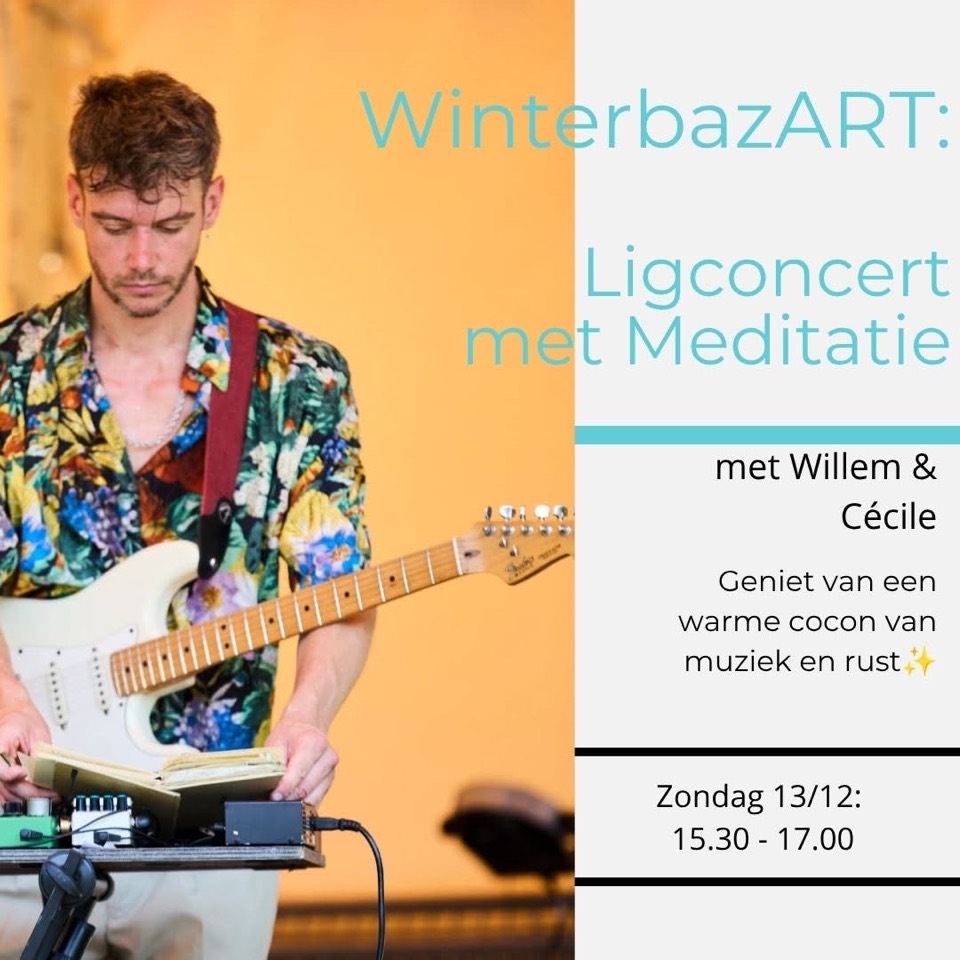 WinterbazART:
Ligconcert
met Meditatie
met Willem &
Cécile
Geniet van een
warme cocon van
muziek en rust✨
Zondag 13/12:
15.30 - 17.00